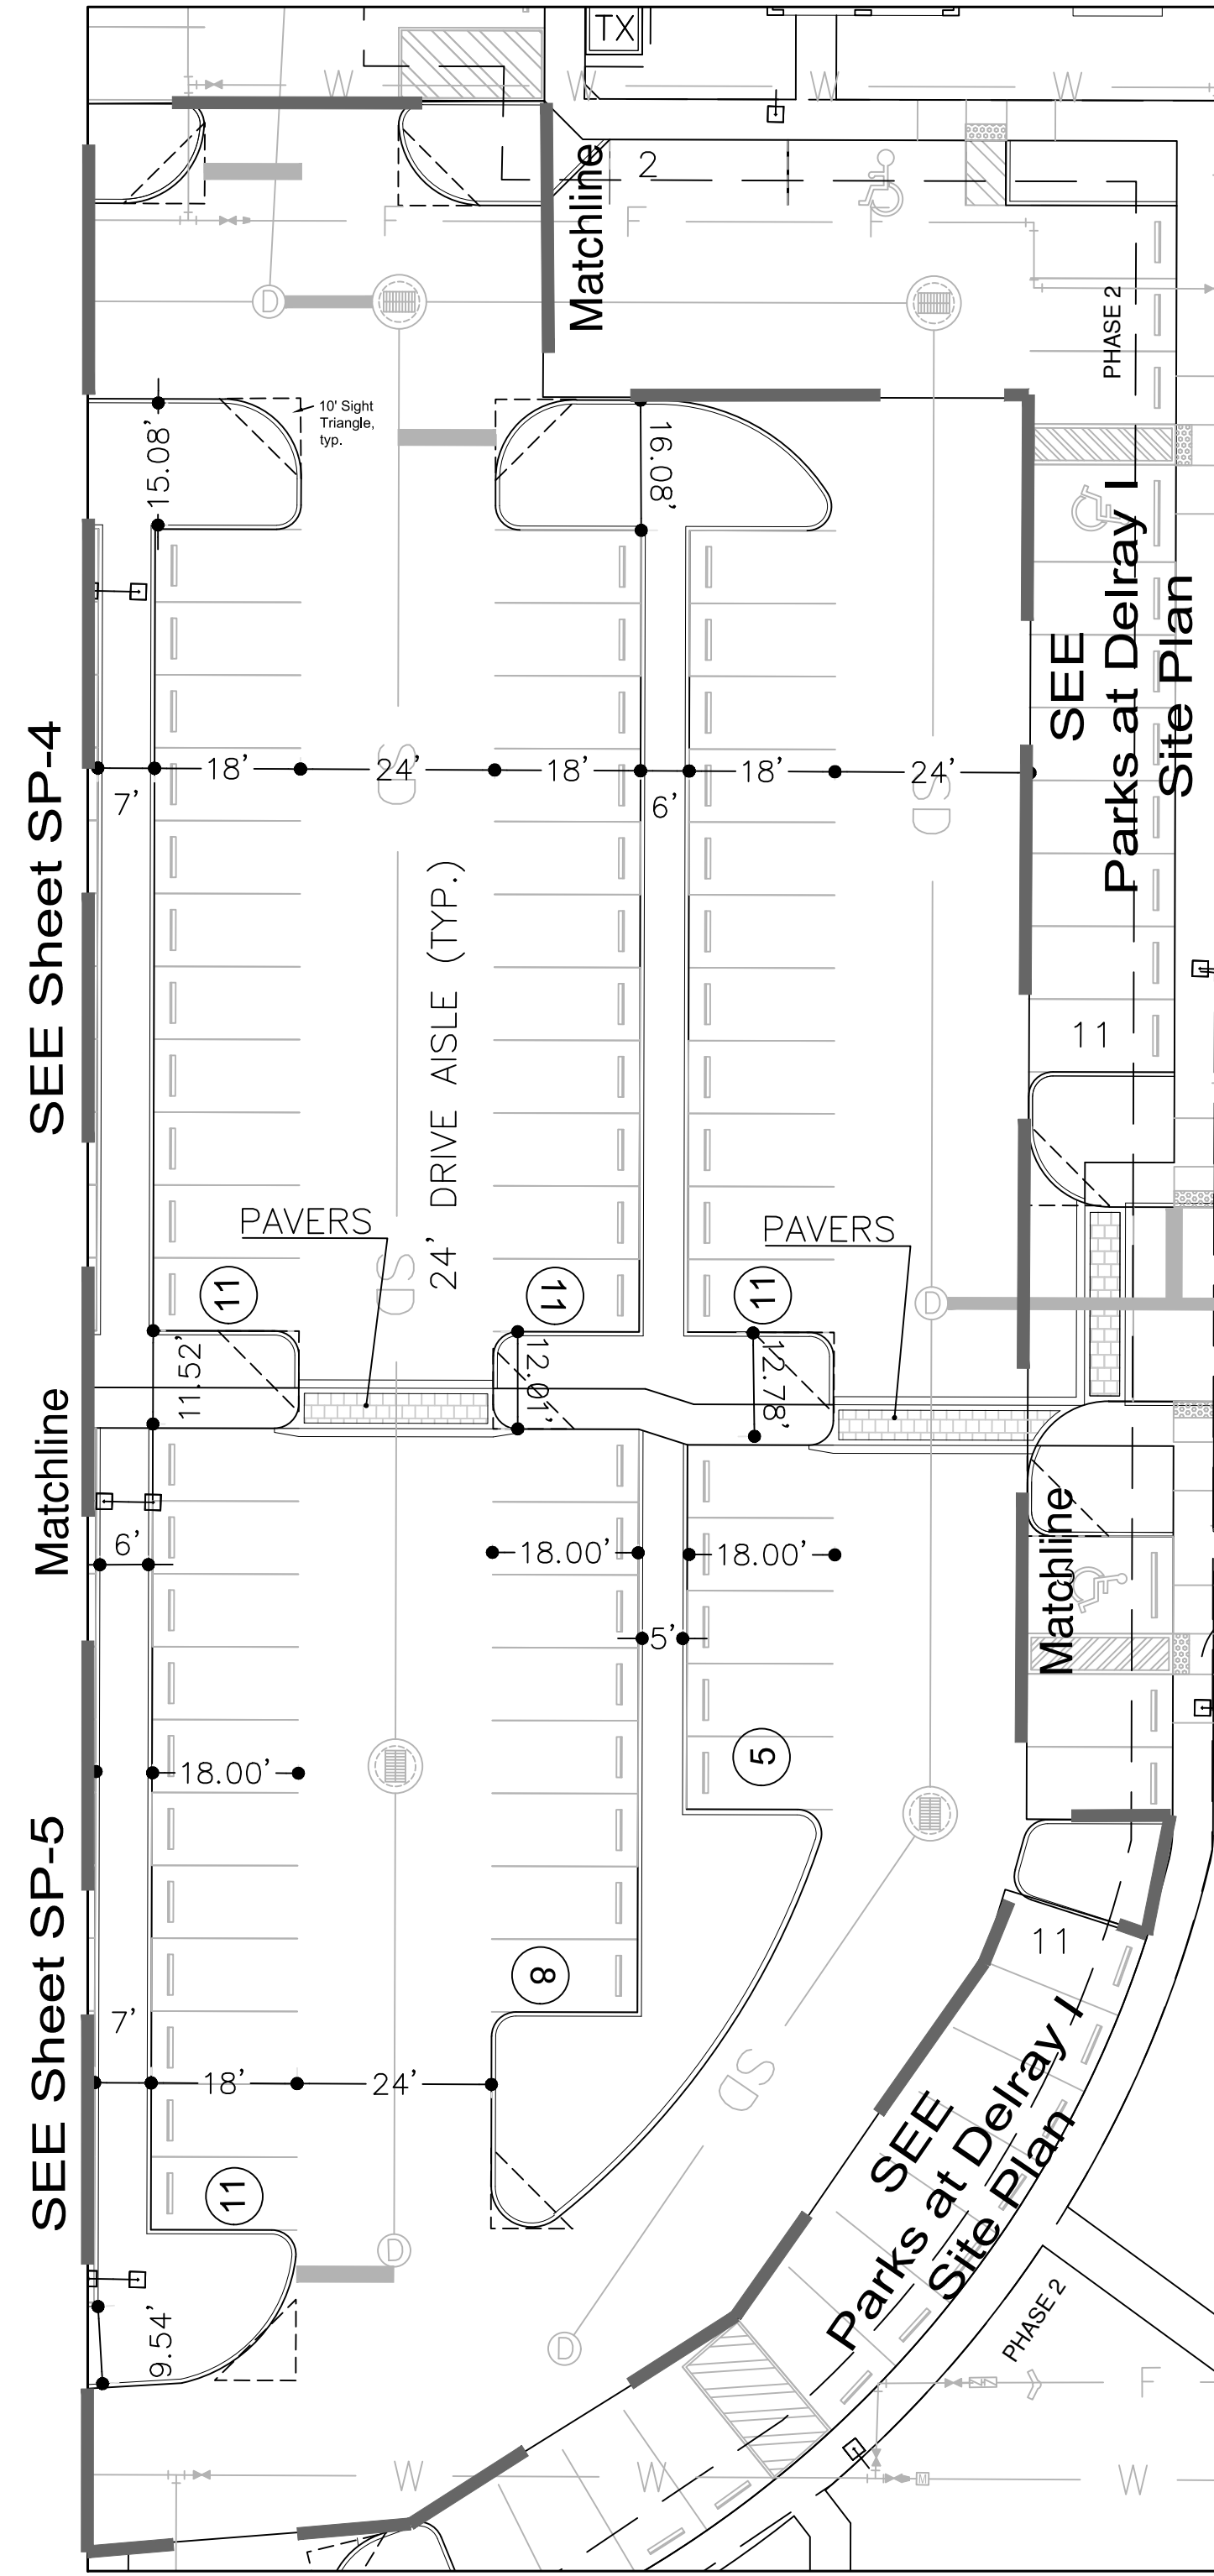 TX
W
W
W
W
2
Matchline
F
F
F
D
PHASE 2
10' Sight
Triangle,
typ.
15.08'
16.08'
SEE
Parks at Delray I
Site Plan
SEE Sheet SP-4
SD
SD
18'
24'
18'
18'
24'
7'
6'
24' DRIVE AISLE (TYP.)
11
PAVERS
PAVERS
SD
11
11
11
D
11.52'
12.01'
12.78'
Matchline
Matchline
6'
18.00'
18.00'
5'
5
18.00'
SEE Sheet SP-5
11
8
7'
18'
24'
SD
SEE
Parks at Delray I
Site Plan
11
D
9.54'
D
PHASE 2
F
W
W
M
W